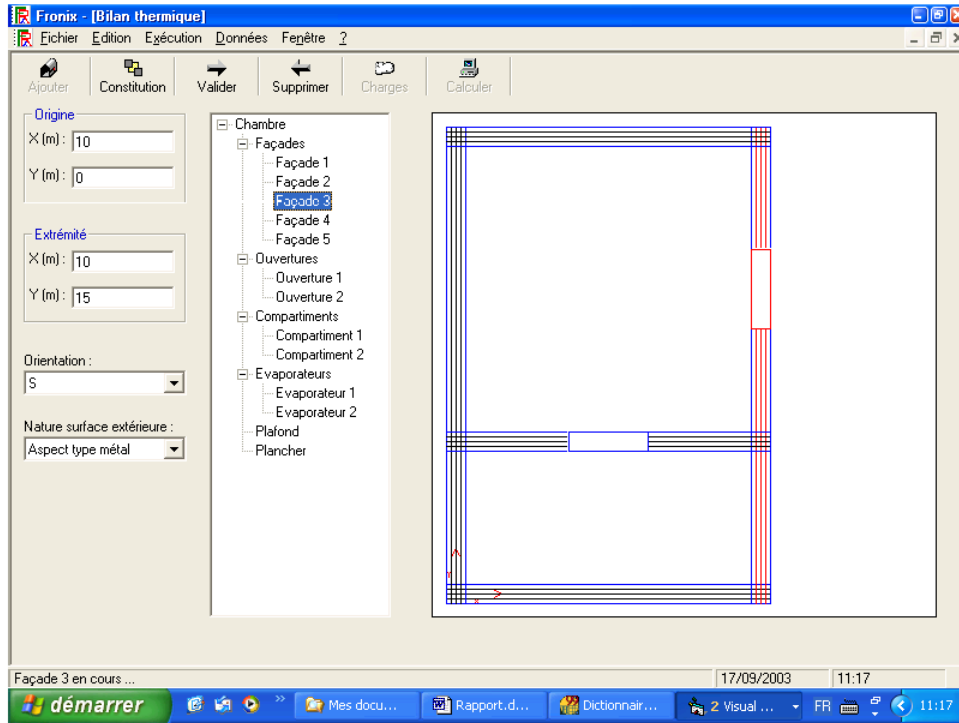 Fronix - [Bilan thermique]
Fichier Edition Exécution Données Fenêtre ?
Ajouter Constitution Valider Supprimer Charges Calculer
Origine
X (m) : 10
Y (m) : 0
Extrémité
X (m) : 10
Y (m) : 15
Orientation :
S
Nature surface extérieure :
Aspect type métal
Chambre
Façades
Façade 1
Façade 2
Façade 3
Façade 4
Façade 5
Ouvertures
Ouverture 1
Ouverture 2
Compartiments
Compartiment 1
Compartiment 2
Evaporateurs
Evaporateur 1
Evaporateur 2
Plafond
Plancher
Y
X
Façade 3 en cours ... 17/09/2003 11:17
démarrer » Mes docu... Rapport.d... Dictionnair... 2 Visual ... FR 11:17